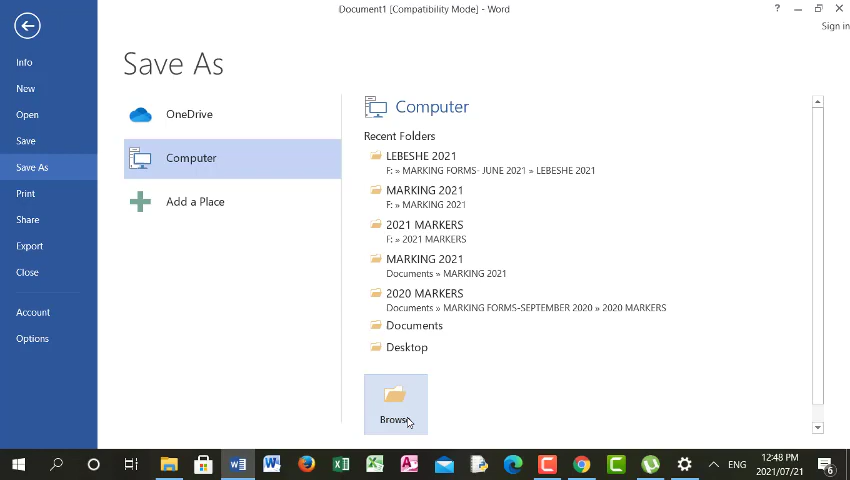 Document1 [Compatibility Mode] - Word
?
Sign in
Info
New
Open
Save
Save As
Print
Share
Export
Close
Account
Options
Save As
OneDrive
Computer
Add a Place
Computer
Recent Folders
LEBESHE 2021
F: » MARKING FORMS- JUNE 2021 » LEBESHE 2021
MARKING 2021
F: » MARKING 2021
2021 MARKERS
F: » 2021 MARKERS
MARKING 2021
Documents » MARKING 2021
2020 MARKERS
Documents » MARKING FORMS-SEPTEMBER 2020 » 2020 MARKERS
Documents
Desktop
Browse
ENG
12:48 PM
2021/07/21
6